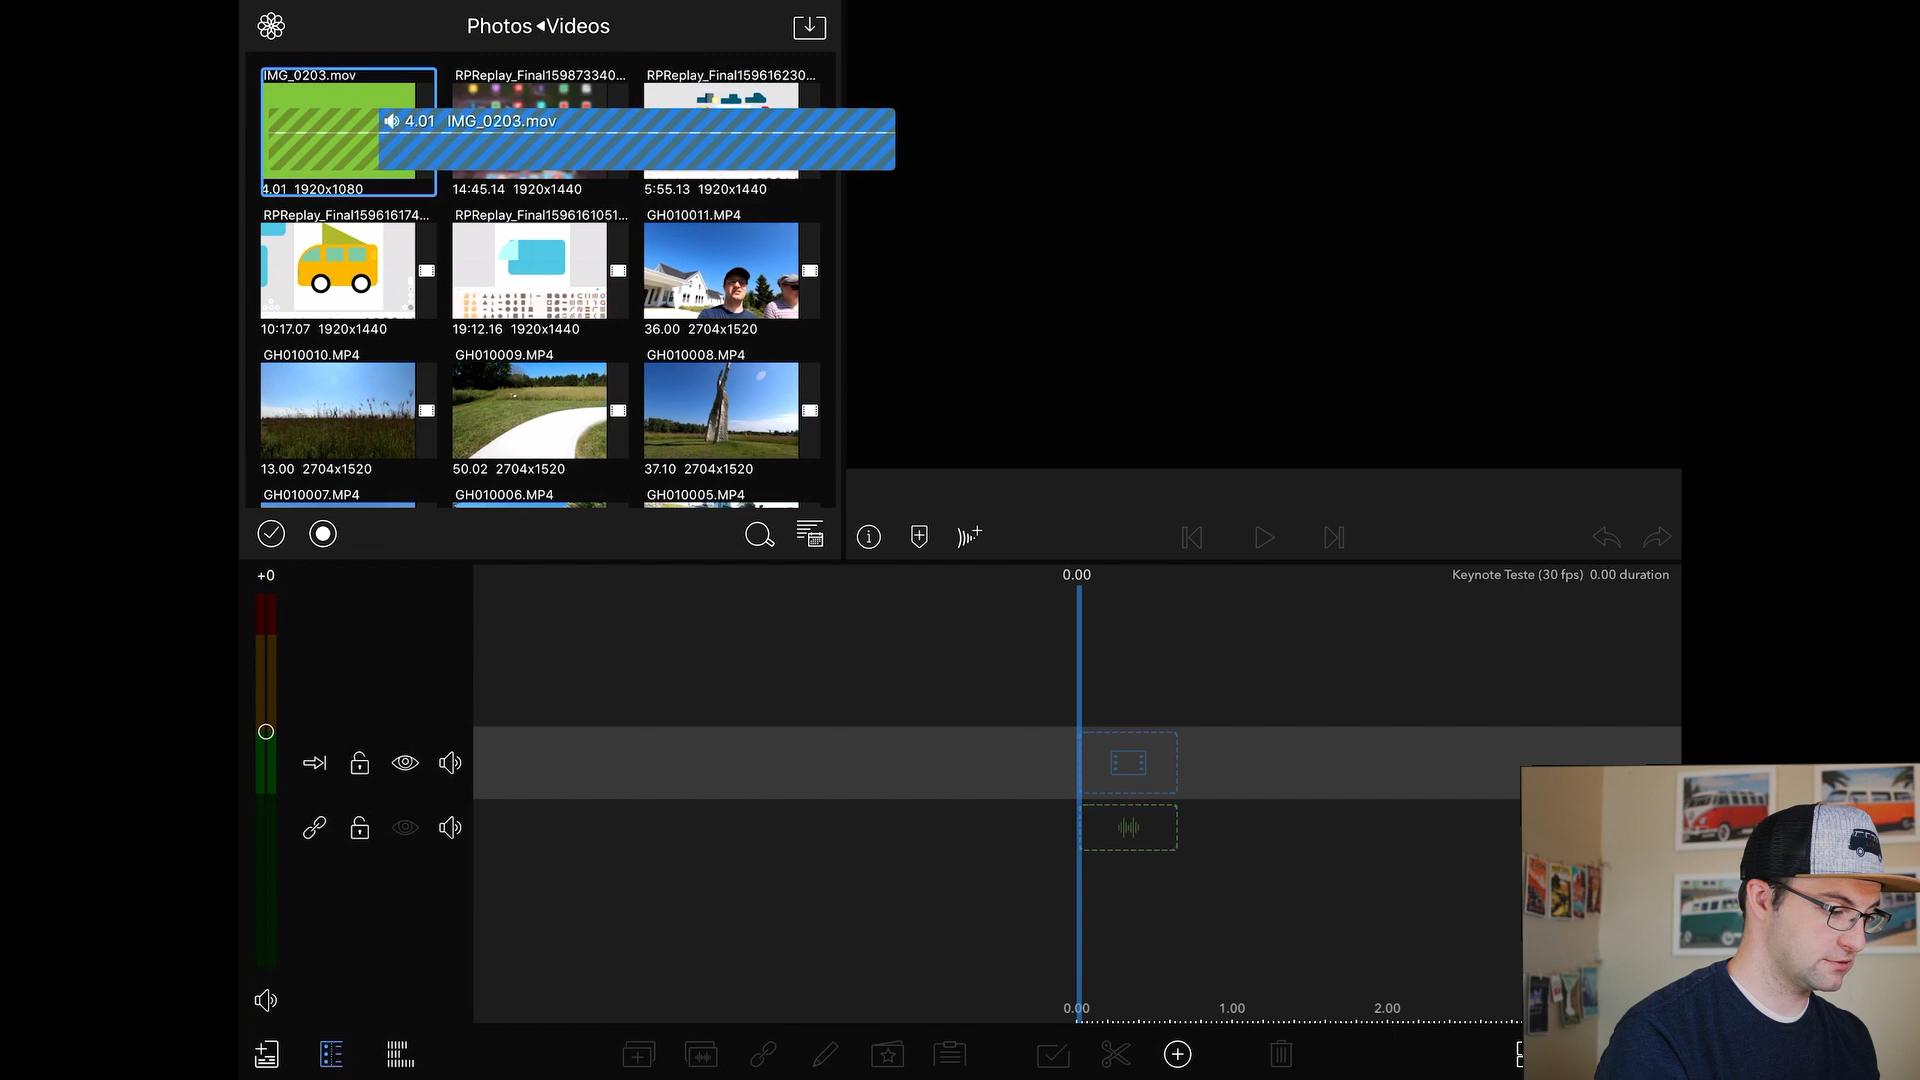 Photos ◂Videos
IMG_0203.mov
RPReplay_Final159873340...
RPReplay_Final159616230...
4.01 IMG_0203.mov
4.01 1920x1080
14:45.14 1920x1440
5:55.13 1920x1440
RPReplay_Final159616174...
RPReplay_Final1596161051...
GH010011.MP4
10:17.07 1920x1440
19:12.16 1920x1440
36.00 2704x1520
GH010010.MP4
GH010009.MP4
GH010008.MP4
13.00 2704x1520
50.02 2704x1520
37.10 2704x1520
GH010007.MP4
GH010006.MP4
GH010005.MP4
+0
0.00
Keynote Teste (30 fps) 0.00 duration
0.00
1.00
2.00